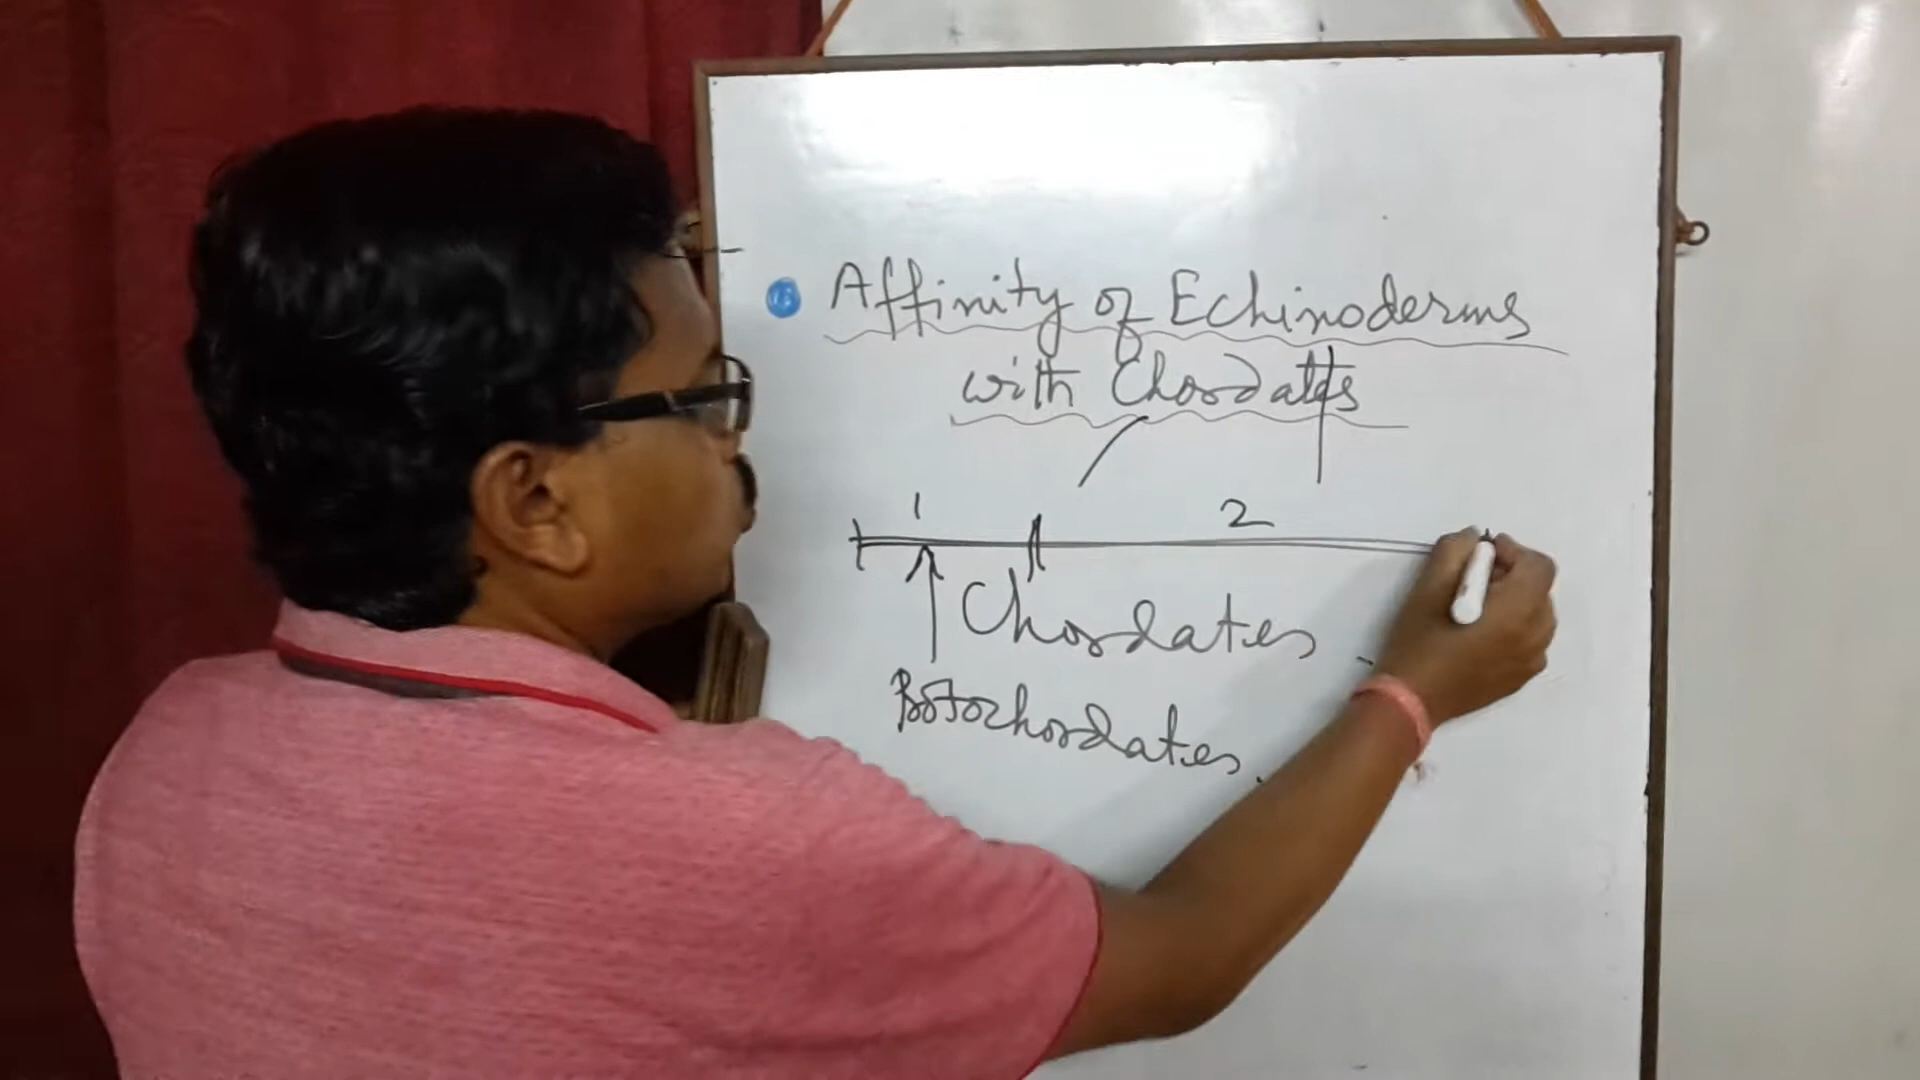 Affinity of Echinoderms
with Chordates
1 2
Chordates
Protochordates.